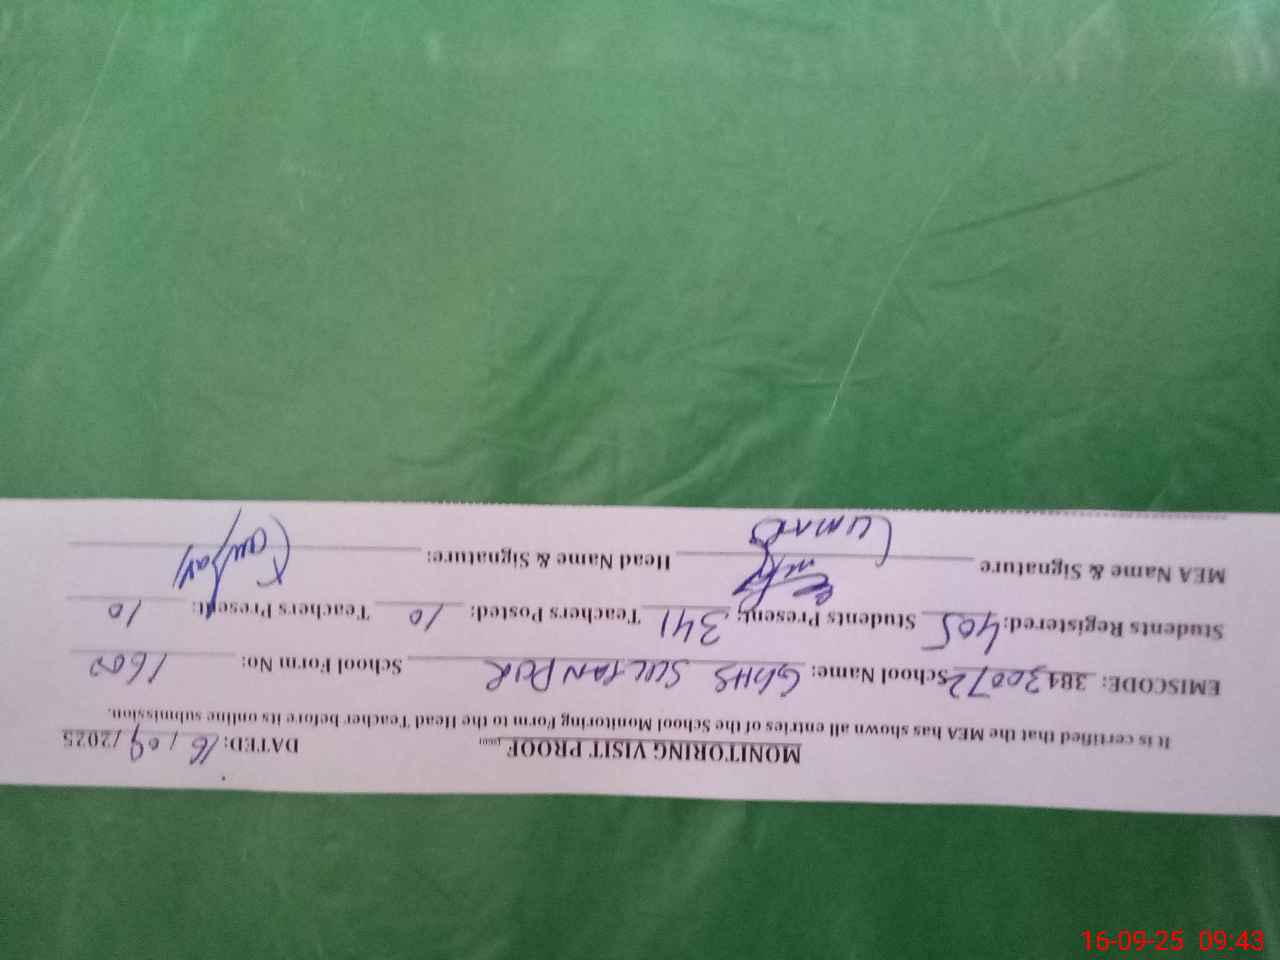 MONITORING VISIT PROOF DATED: 16 / 09 /2025
It is certified that the MEA has shown all entries of the School Monitoring Form to the Head Teacher before its online submission.
EMISCODE: 38430072 School Name: GHHS SULTAN PUR School Form No: 1600
Students Registered: 405 Students Present: 341 Teachers Posted: 10 Teachers Present: 10
MEA Name & Signature Head Name & Signature:
16-09-25 09:43